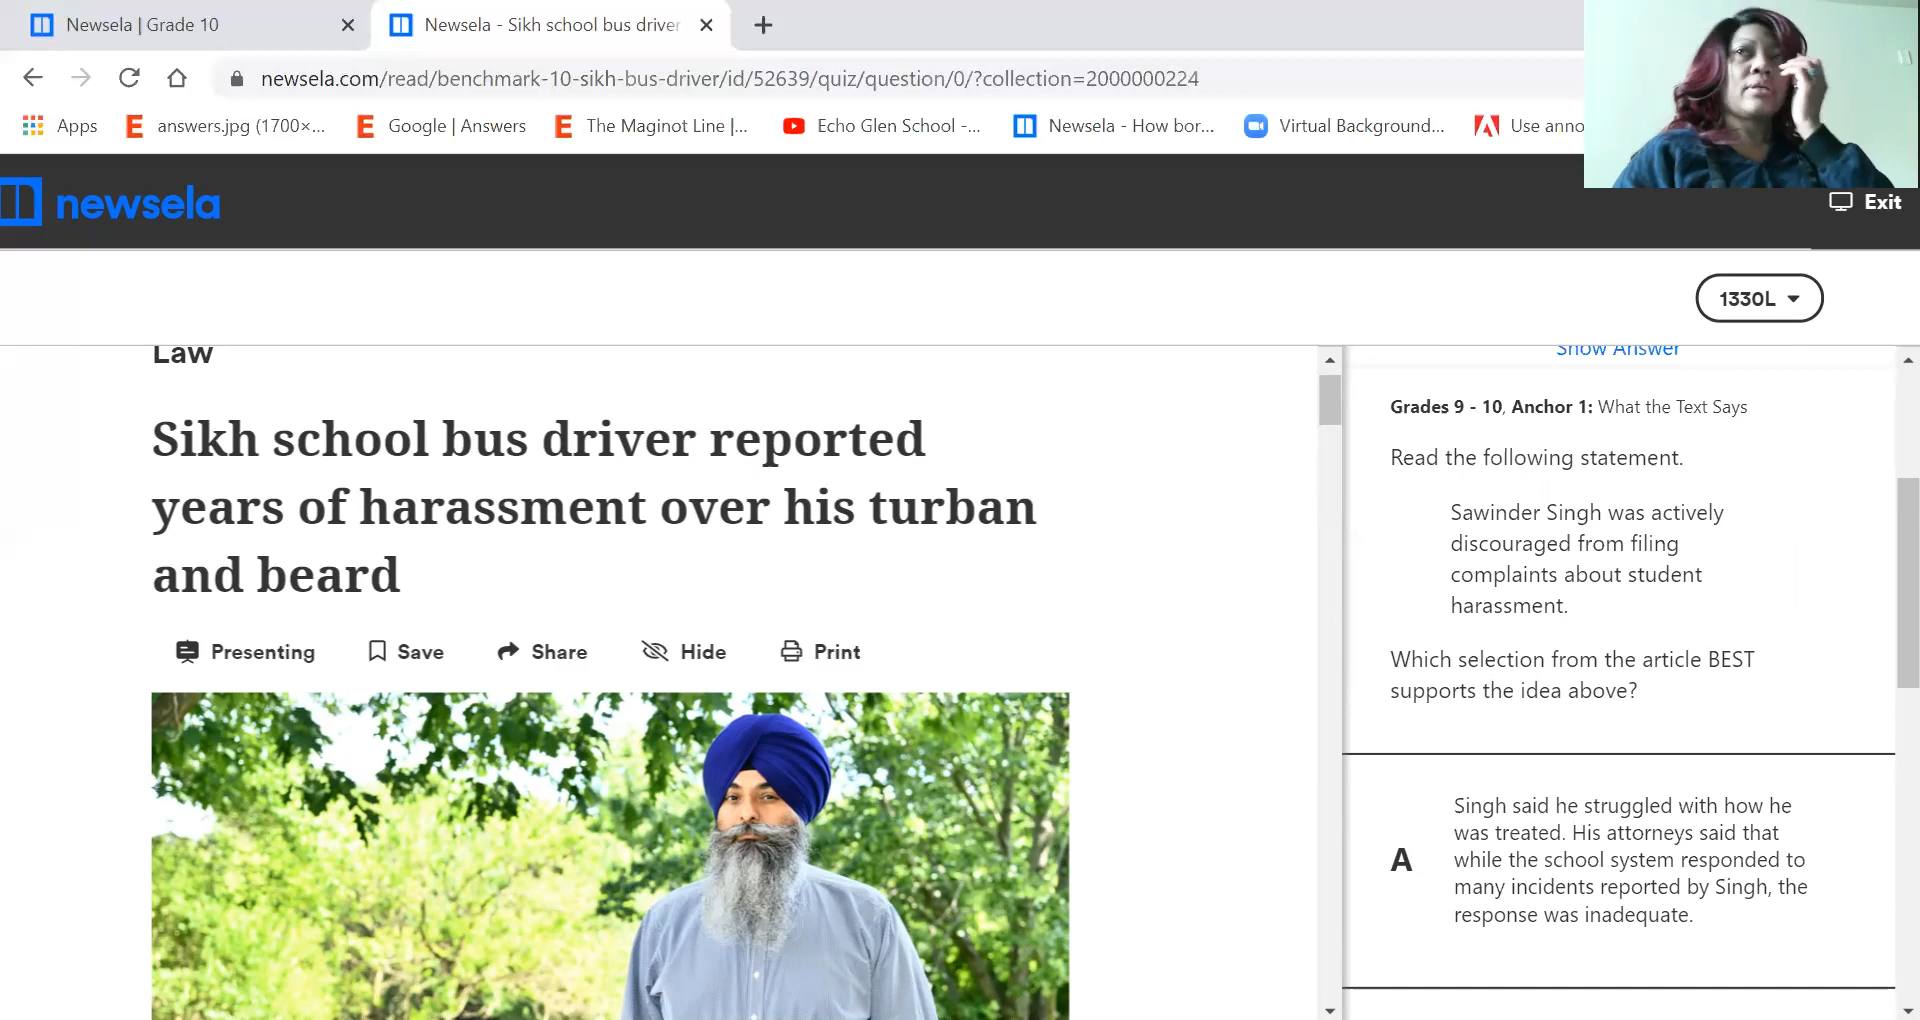 Newsela | Grade 10
Newsela - Sikh school bus driver
newsela.com/read/benchmark-10-sikh-bus-driver/id/52639/quiz/question/0/?collection=2000000224
Apps
answers.jpg (1700×...
Google | Answers
The Maginot Line |...
Echo Glen School -...
Newsela - How bor...
Virtual Background...
Use anno
newsela
Exit
1330L
Law
Sikh school bus driver reported
years of harassment over his turban
and beard
Presenting
Save
Share
Hide
Print
Show Answer
Grades 9 - 10, Anchor 1: What the Text Says
Read the following statement.
Sawinder Singh was actively
discouraged from filing
complaints about student
harassment.
Which selection from the article BEST
supports the idea above?
A
Singh said he struggled with how he
was treated. His attorneys said that
while the school system responded to
many incidents reported by Singh, the
response was inadequate.